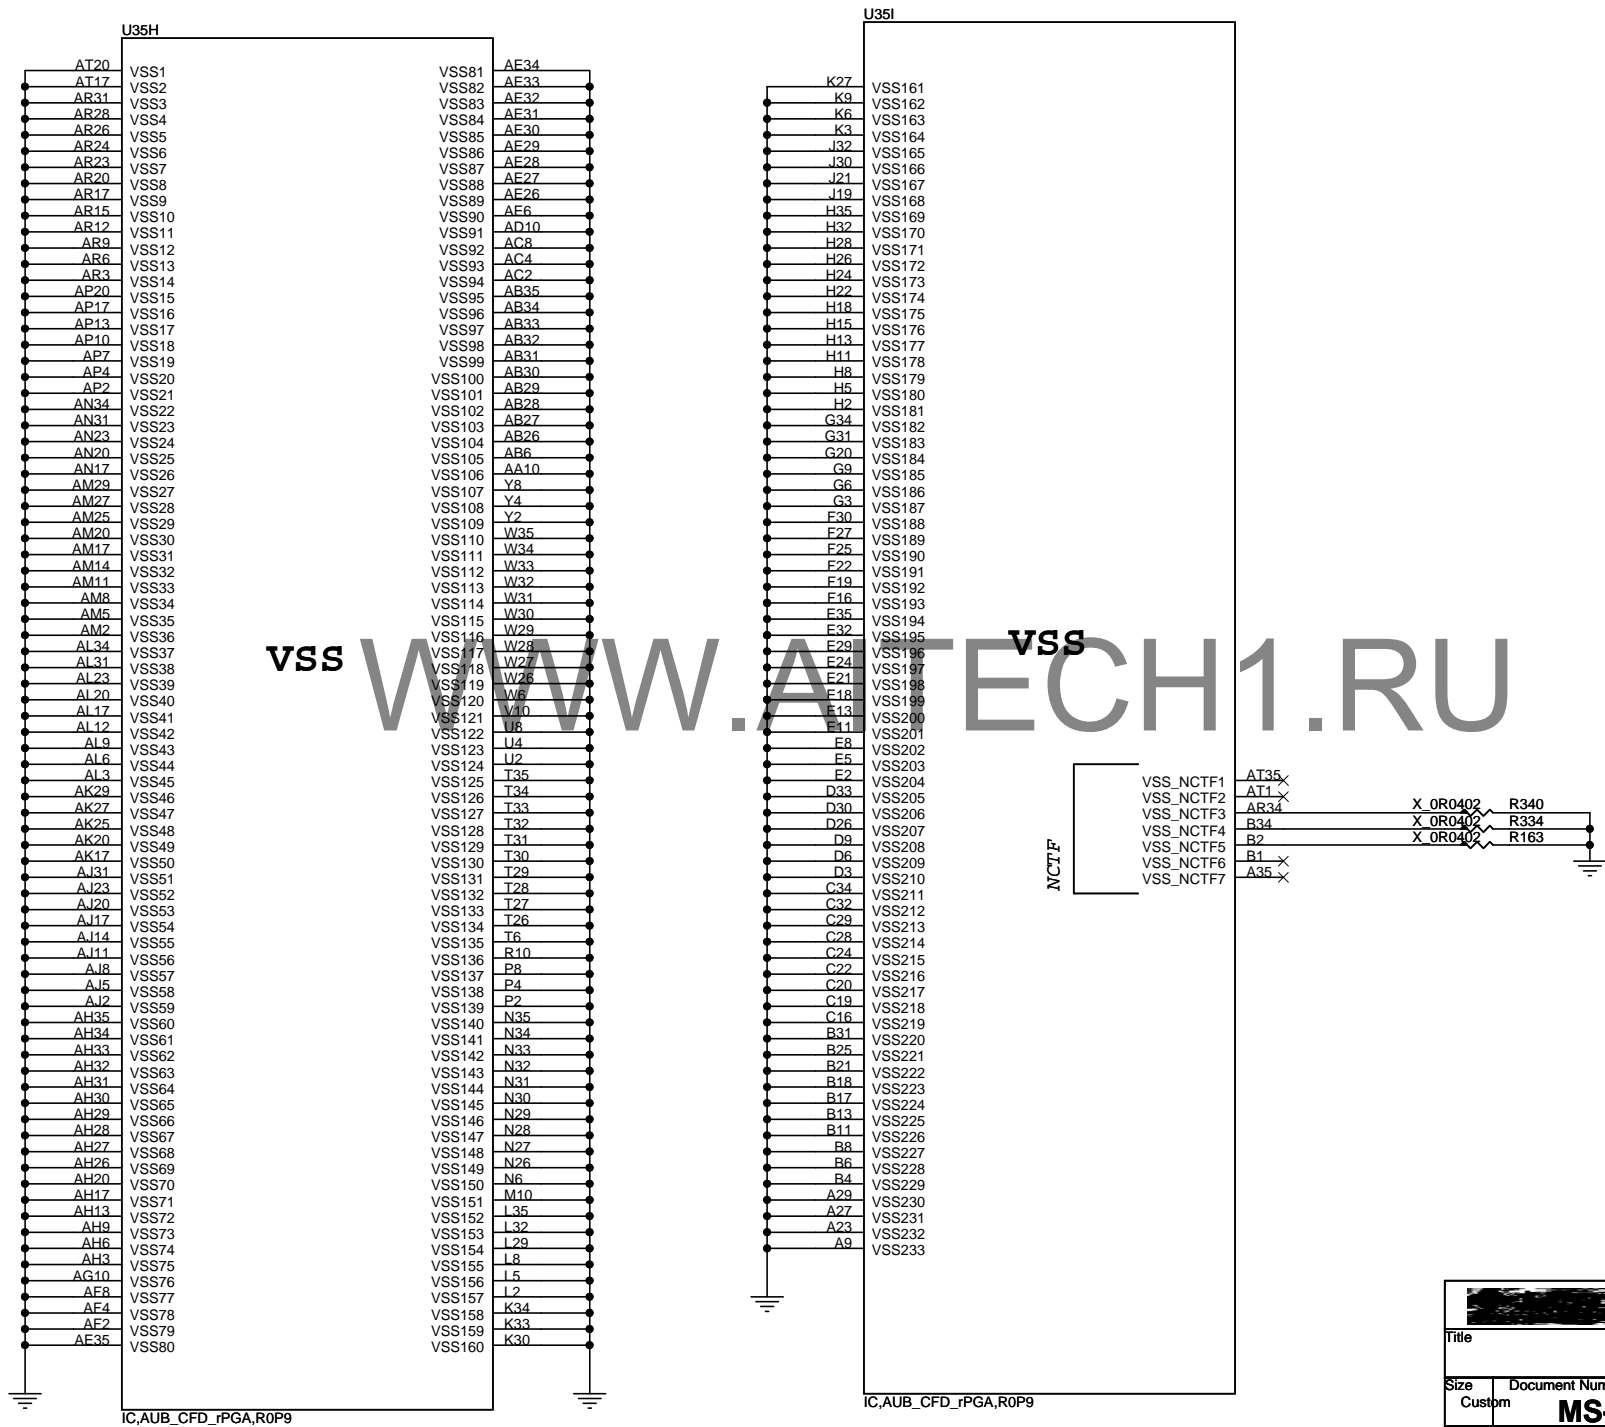 U35H
AT20 VSS1 VSS81 AE34
AT17 VSS2 VSS82 AE33
AR31 VSS3 VSS83 AE32
AR28 VSS4 VSS84 AE31
AR26 VSS5 VSS85 AE30
AR24 VSS6 VSS86 AE29
AR23 VSS7 VSS87 AE28
AR20 VSS8 VSS88 AE27
AR17 VSS9 VSS89 AE26
AR15 VSS10 VSS90 AE6
AR12 VSS11 VSS91 AD10
AR9 VSS12 VSS92 AC8
AR6 VSS13 VSS93 AC4
AR3 VSS14 VSS94 AC2
AP20 VSS15 VSS95 AB35
AP17 VSS16 VSS96 AB34
AP13 VSS17 VSS97 AB33
AP10 VSS18 VSS98 AB32
AP7 VSS19 VSS99 AB31
AP4 VSS20 VSS100 AB30
AP2 VSS21 VSS101 AB29
AN34 VSS22 VSS102 AB28
AN31 VSS23 VSS103 AB27
AN23 VSS24 VSS104 AB26
AN20 VSS25 VSS105 AB6
AN17 VSS26 VSS106 AA10
AM29 VSS27 VSS107 Y8
AM27 VSS28 VSS108 Y4
AM25 VSS29 VSS109 Y2
AM20 VSS30 VSS110 W35
AM17 VSS31 VSS111 W34
AM14 VSS32 VSS112 W33
AM11 VSS33 VSS113 W32
AM8 VSS34 VSS114 W31
AM5 VSS35 VSS115 W30
AM2 VSS36 VSS116 W29
AL34 VSS37 VSS117 W28
AL31 VSS38 VSS118 W27
AL23 VSS39 VSS119 W26
AL20 VSS40 VSS120 W6
AL17 VSS41 VSS121 V10
AL12 VSS42 VSS122 U8
AL9 VSS43 VSS123 U4
AL6 VSS44 VSS124 U2
AL3 VSS45 VSS125 T35
AK29 VSS46 VSS126 T34
AK27 VSS47 VSS127 T33
AK25 VSS48 VSS128 T32
AK20 VSS49 VSS129 T31
AK17 VSS50 VSS130 T30
AJ31 VSS51 VSS131 T29
AJ23 VSS52 VSS132 T28
AJ20 VSS53 VSS133 T27
AJ17 VSS54 VSS134 T26
AJ14 VSS55 VSS135 T6
AJ11 VSS56 VSS136 R10
AJ8 VSS57 VSS137 P8
AJ5 VSS58 VSS138 P4
AJ2 VSS59 VSS139 P2
AH35 VSS60 VSS140 N35
AH34 VSS61 VSS141 N34
AH33 VSS62 VSS142 N33
AH32 VSS63 VSS143 N32
AH31 VSS64 VSS144 N31
AH30 VSS65 VSS145 N30
AH29 VSS66 VSS146 N29
AH28 VSS67 VSS147 N28
AH27 VSS68 VSS148 N27
AH26 VSS69 VSS149 N26
AH20 VSS70 VSS150 N6
AH17 VSS71 VSS151 M10
AH13 VSS72 VSS152 L35
AH9 VSS73 VSS153 L32
AH6 VSS74 VSS154 L29
AH3 VSS75 VSS155 L8
AG10 VSS76 VSS156 L5
AF8 VSS77 VSS157 L2
AF4 VSS78 VSS158 K34
AF2 VSS79 VSS159 K33
AE35 VSS80 VSS160 K30
VSS
IC,AUB_CFD_rPGA,R0P9
U35I
K27 VSS161
K9 VSS162
K6 VSS163
K3 VSS164
J32 VSS165
J30 VSS166
J21 VSS167
J19 VSS168
H35 VSS169
H32 VSS170
H28 VSS171
H26 VSS172
H24 VSS173
H22 VSS174
H18 VSS175
H15 VSS176
H13 VSS177
H11 VSS178
H8 VSS179
H5 VSS180
H2 VSS181
G34 VSS182
G31 VSS183
G20 VSS184
G9 VSS185
G6 VSS186
G3 VSS187
F30 VSS188
F27 VSS189
F25 VSS190
F22 VSS191
F19 VSS192
F16 VSS193
E35 VSS194
E32 VSS195
E29 VSS196
E24 VSS197
E21 VSS198
E18 VSS199
E13 VSS200
E11 VSS201
E8 VSS202
E5 VSS203
E2 VSS204
D33 VSS205
D30 VSS206
D26 VSS207
D9 VSS208
D6 VSS209
D3 VSS210
C34 VSS211
C32 VSS212
C29 VSS213
C28 VSS214
C24 VSS215
C22 VSS216
C20 VSS217
C19 VSS218
C16 VSS219
B31 VSS220
B25 VSS221
B21 VSS222
B18 VSS223
B17 VSS224
B13 VSS225
B11 VSS226
B8 VSS227
B6 VSS228
B4 VSS229
A29 VSS230
A27 VSS231
A23 VSS232
A9 VSS233
VSS
NCTF
VSS_NCTF1 AT35
VSS_NCTF2 AT1
VSS_NCTF3 AR34 X_0R0402 R340
VSS_NCTF4 B34 X_0R0402 R334
VSS_NCTF5 B2 X_0R0402 R163
VSS_NCTF6 B1
VSS_NCTF7 A35
IC,AUB_CFD_rPGA,R0P9
WWW.AITECH1.RU
Title
Size Document Num
Custom MS-